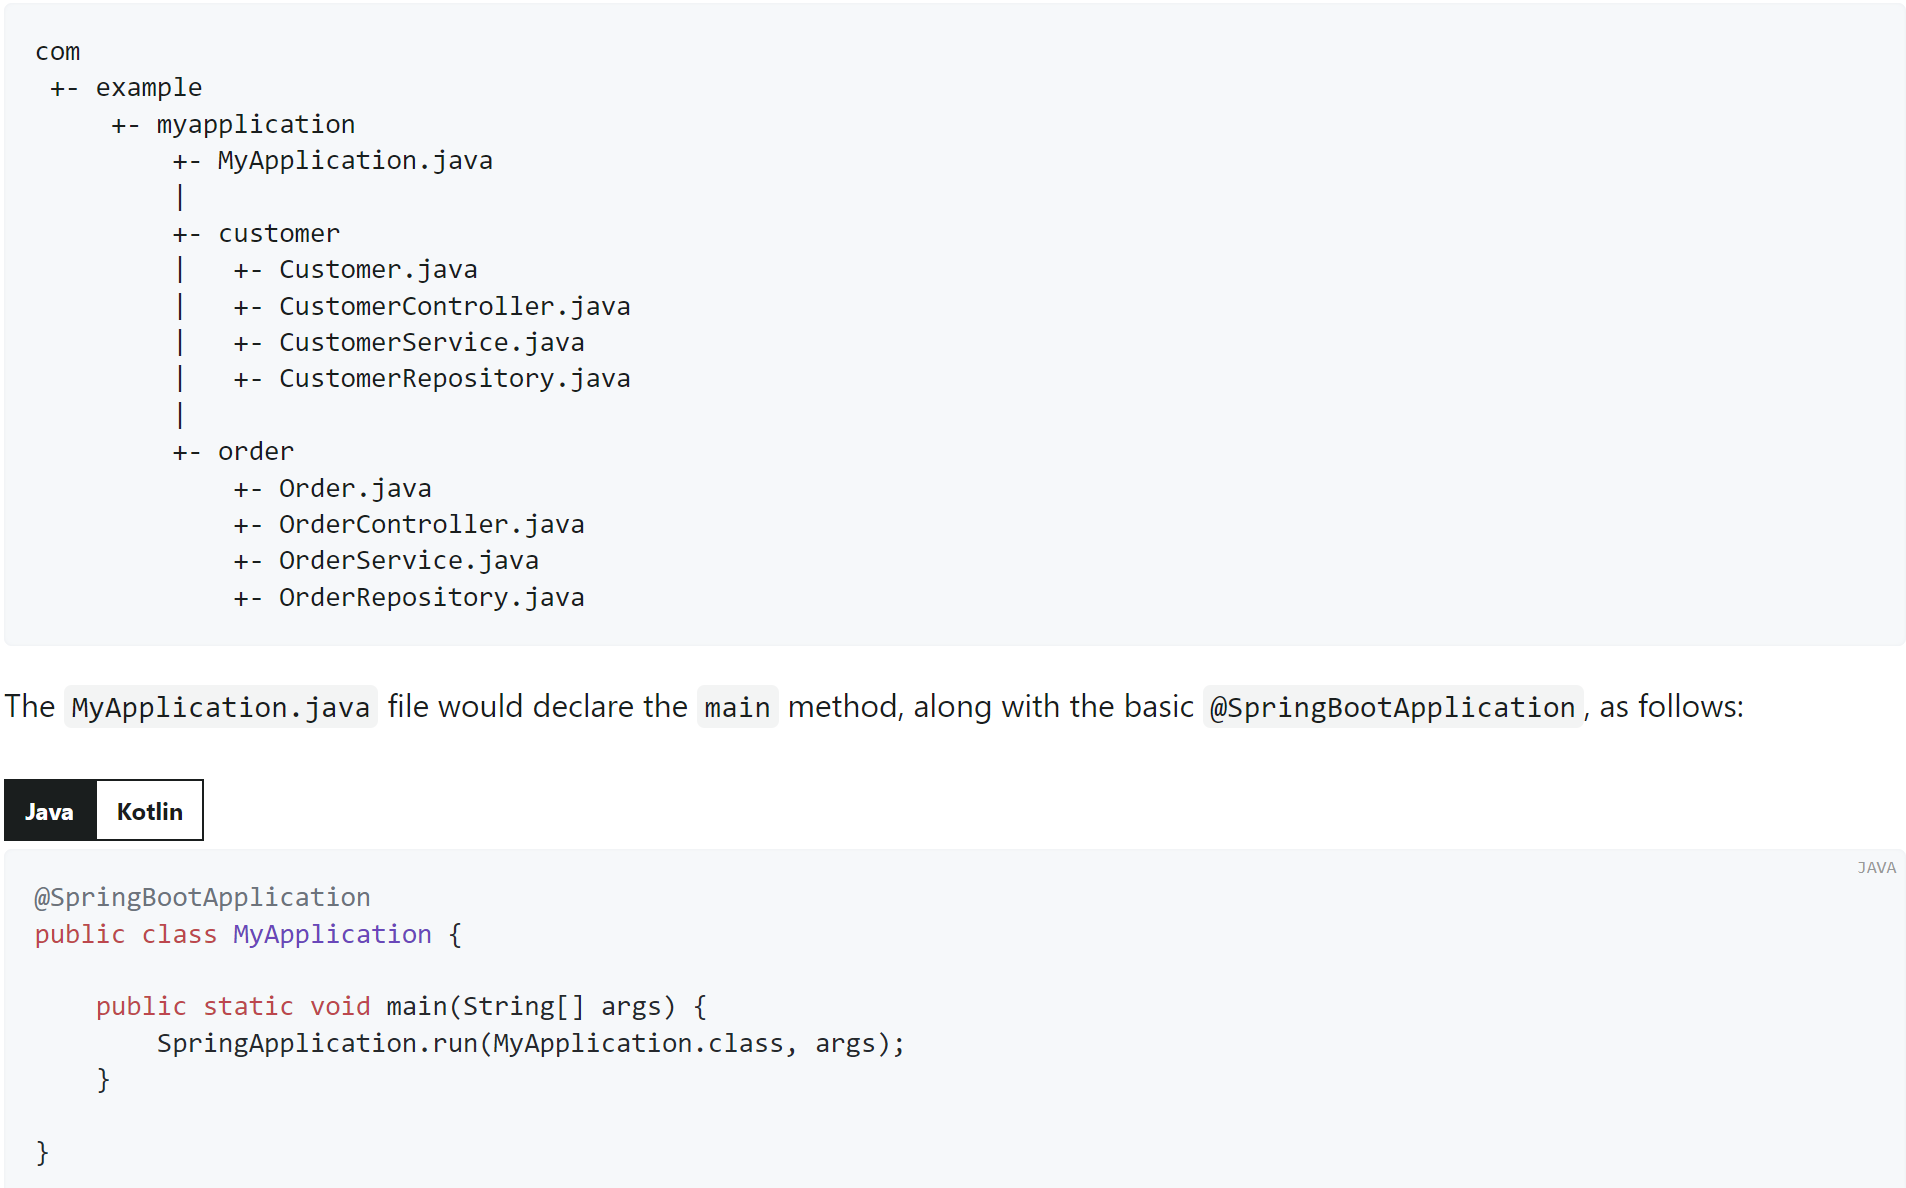 com
 +- example
     +- myapplication
         +- MyApplication.java
         |
         +- customer
         |   +- Customer.java
         |   +- CustomerController.java
         |   +- CustomerService.java
         |   +- CustomerRepository.java
         |
         +- order
             +- Order.java
             +- OrderController.java
             +- OrderService.java
             +- OrderRepository.java
The MyApplication.java file would declare the main method, along with the basic @SpringBootApplication, as follows:
Java Kotlin
JAVA
@SpringBootApplication
public class MyApplication {
    public static void main(String[] args) {
        SpringApplication.run(MyApplication.class, args);
    }
}